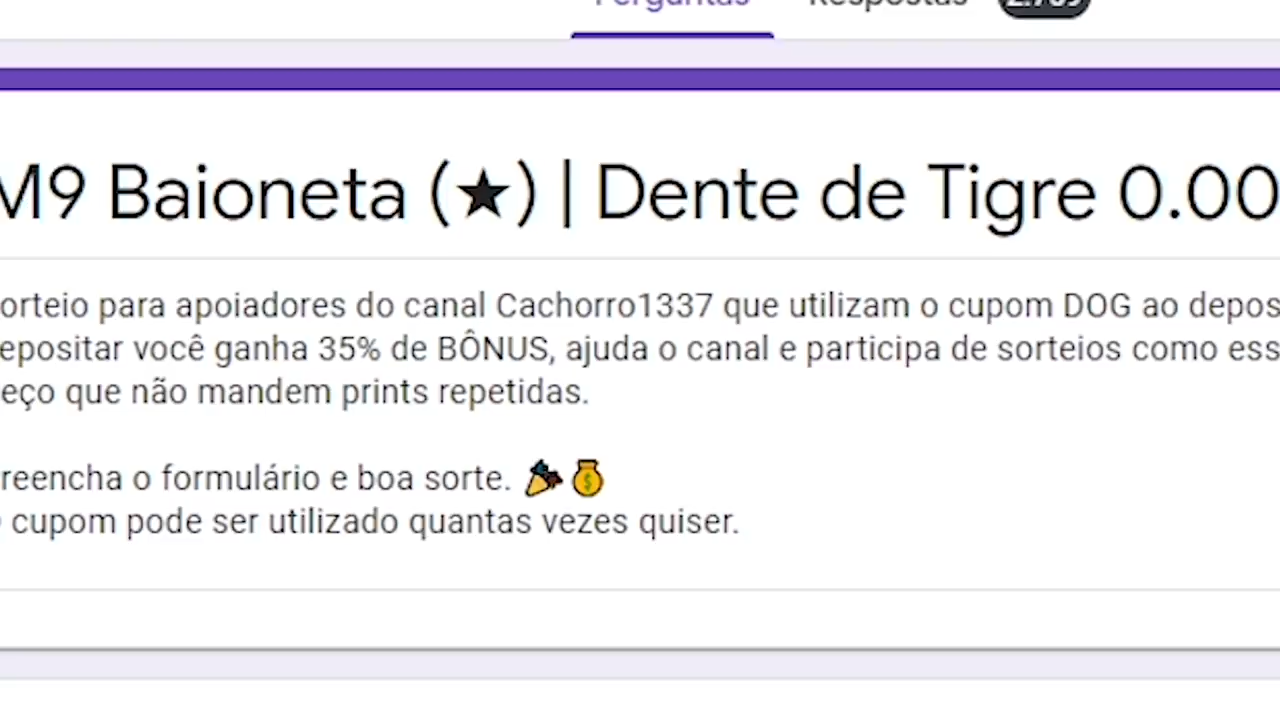 Perguntas Respostas
M9 Baioneta (★) | Dente de Tigre 0.00
orteio para apoiadores do canal Cachorro1337 que utilizam o cupom DOG ao depos
epositar você ganha 35% de BÔNUS, ajuda o canal e participa de sorteios como ess
eço que não mandem prints repetidas.
reencha o formulário e boa sorte. 🎉💰
cupom pode ser utilizado quantas vezes quiser.